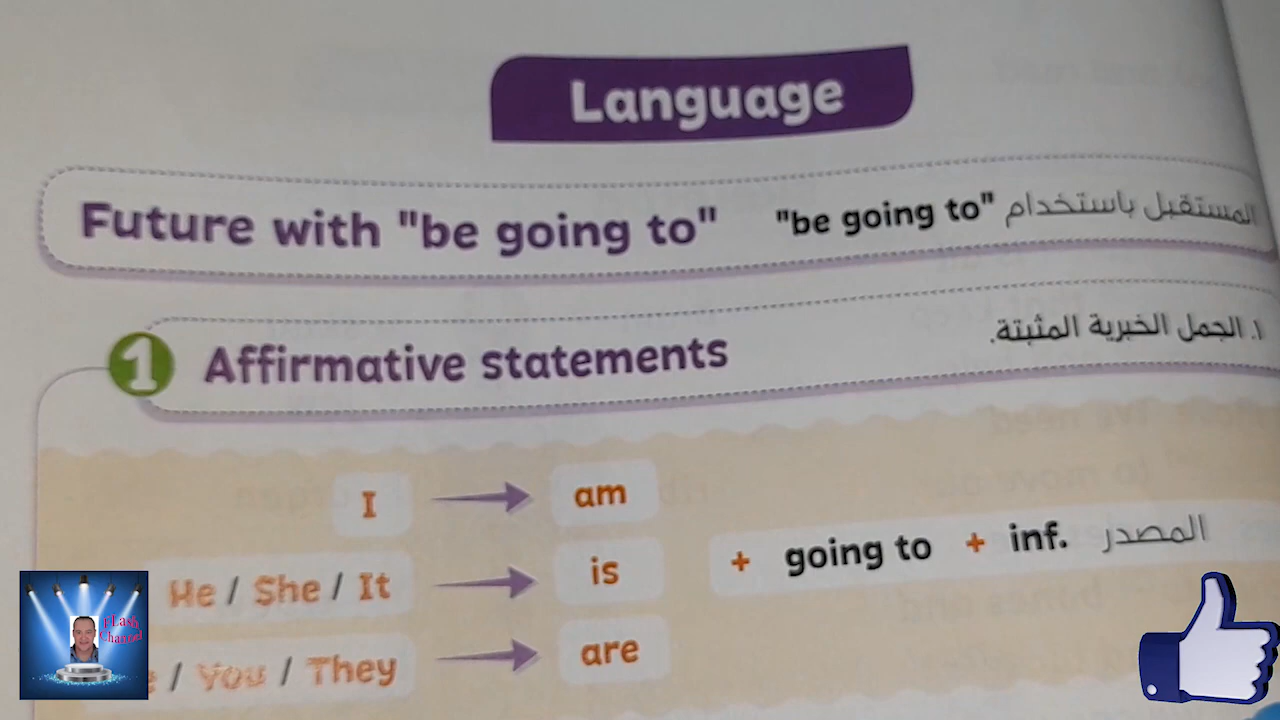 Language
Future with "be going to" "be going to" المستقبل باستخدام
1 Affirmative statements ١. الجمل الخبرية المثبتة.
I am
+ going to + inf. المصدر
He / She / It is
/ You / They are
FLash
Channel